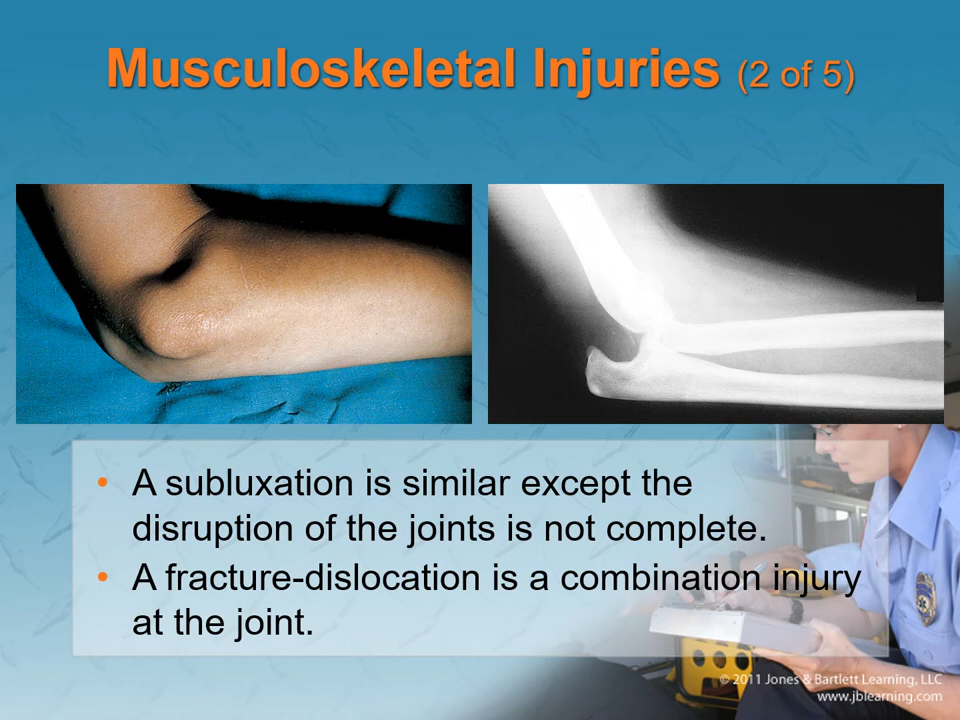 Musculoskeletal Injuries (2 of 5)
• A subluxation is similar except the
disruption of the joints is not complete.
• A fracture-dislocation is a combination injury
at the joint.
© 2011 Jones & Bartlett Learning, LLC
www.jblearning.com